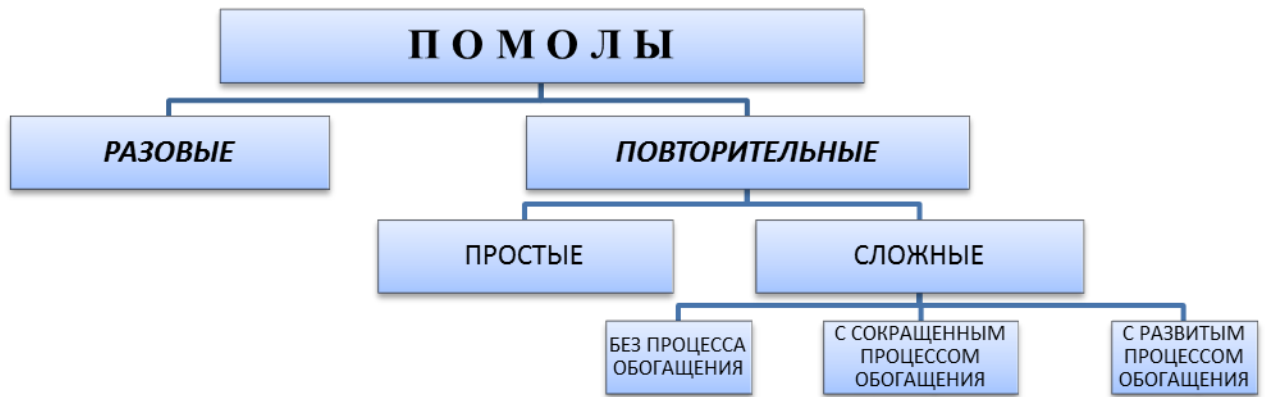 П О М О Л Ы
РАЗОВЫЕ
ПОВТОРИТЕЛЬНЫЕ
ПРОСТЫЕ
СЛОЖНЫЕ
БЕЗ ПРОЦЕССА
ОБОГАЩЕНИЯ
С СОКРАЩЕННЫМ
ПРОЦЕССОМ
ОБОГАЩЕНИЯ
С РАЗВИТЫМ
ПРОЦЕССОМ
ОБОГАЩЕНИЯ